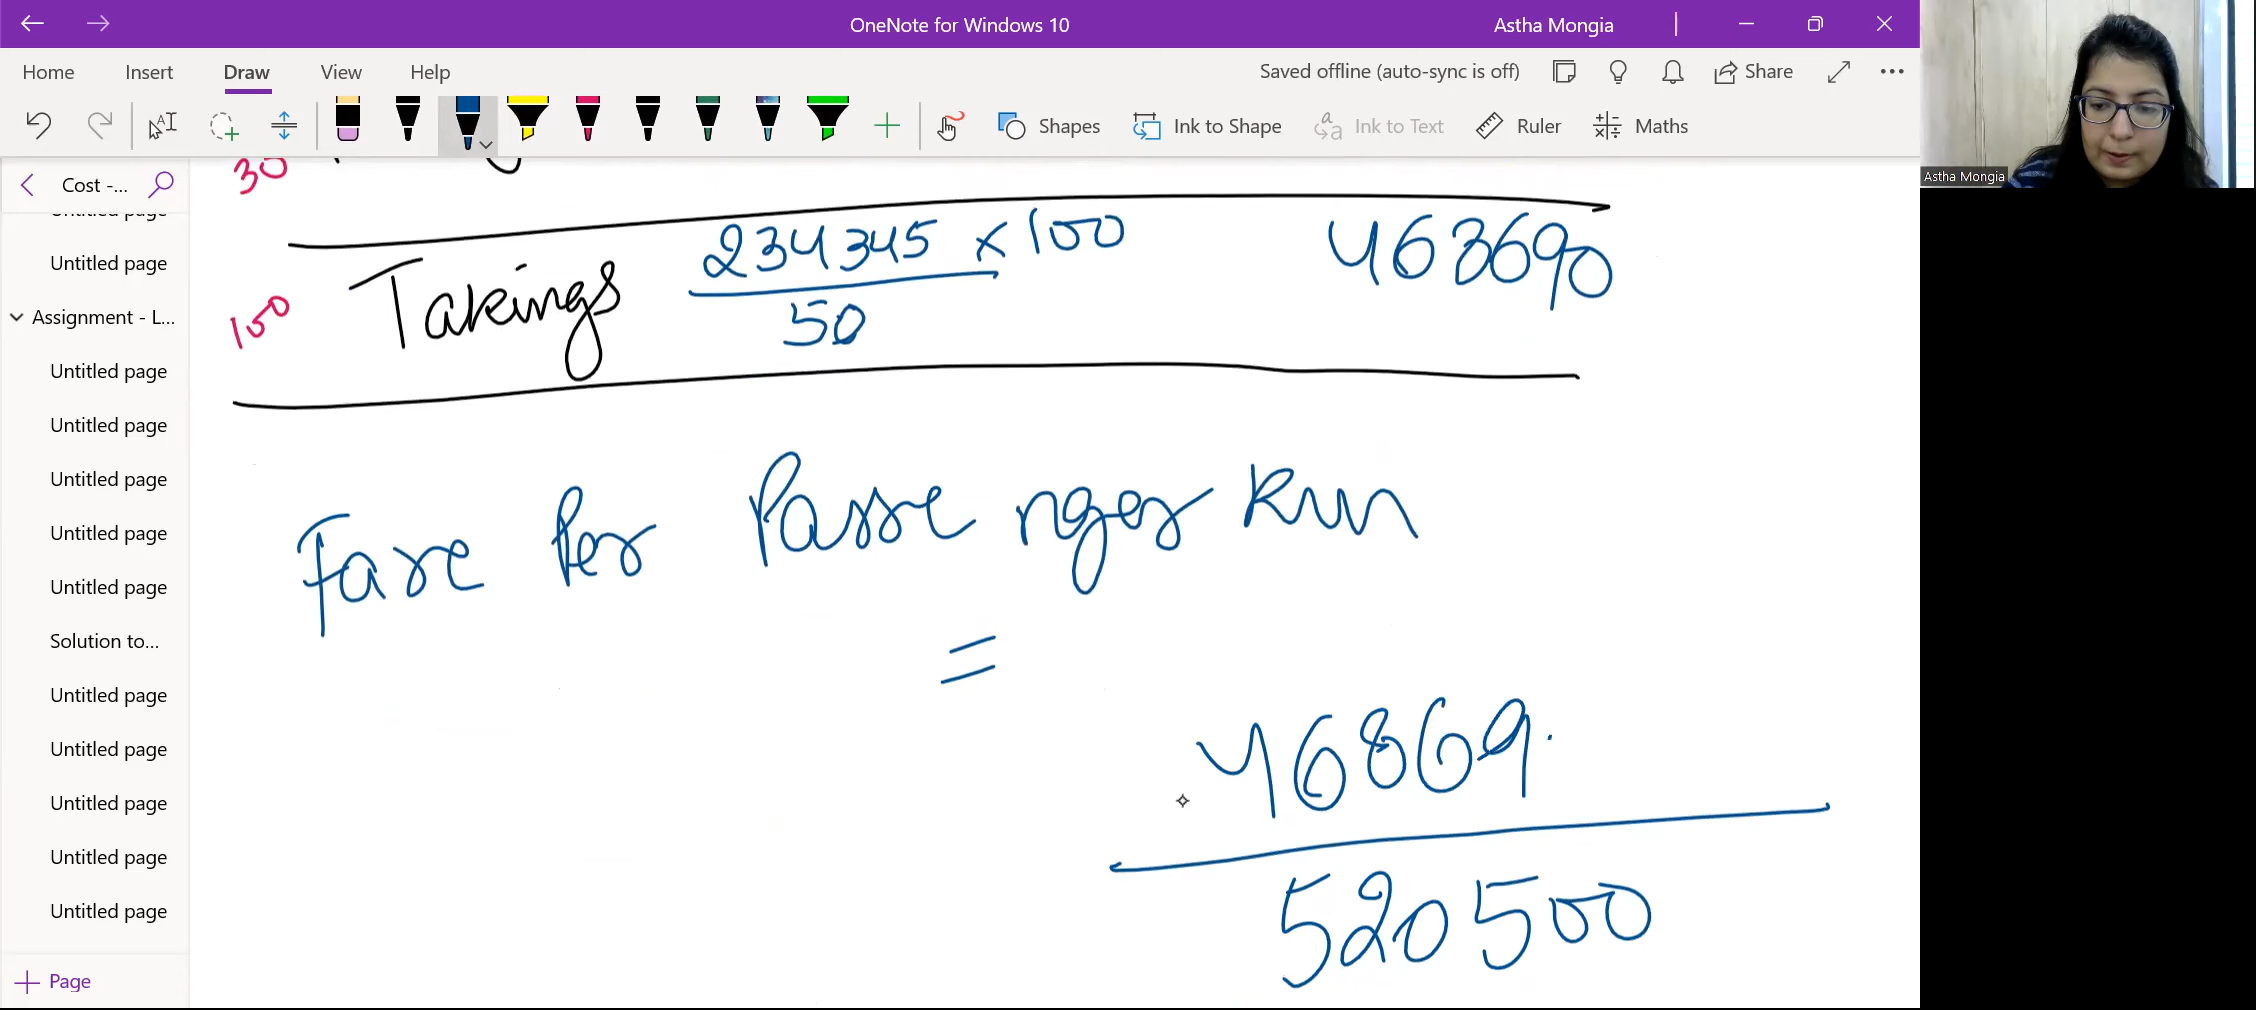 OneNote for Windows 10
Astha Mongia
Home Insert Draw View Help
Saved offline (auto-sync is off) Share
Shapes Ink to Shape Ink to Text Ruler Maths
Astha Mongia
Cost -...
Untitled page
Untitled page
Assignment - L...
Untitled page
Untitled page
Untitled page
Untitled page
Untitled page
Solution to...
Untitled page
Untitled page
Untitled page
Untitled page
Untitled page
Page
30
234345 × 100
463690
100 Takings
50
Fare Per Passenger Km
=
46869.
520500